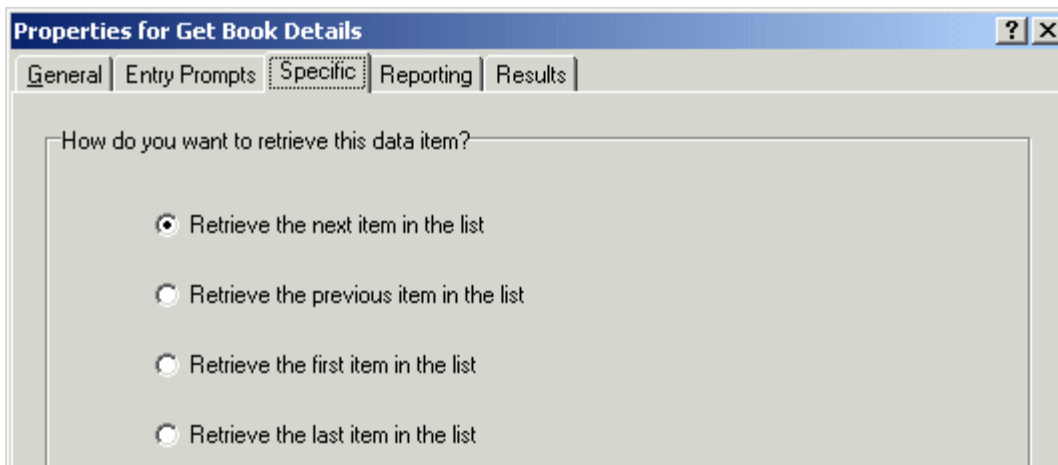 Properties for Get Book Details
General Entry Prompts Specific Reporting Results
How do you want to retrieve this data item?
Retrieve the next item in the list
Retrieve the previous item in the list
Retrieve the first item in the list
Retrieve the last item in the list